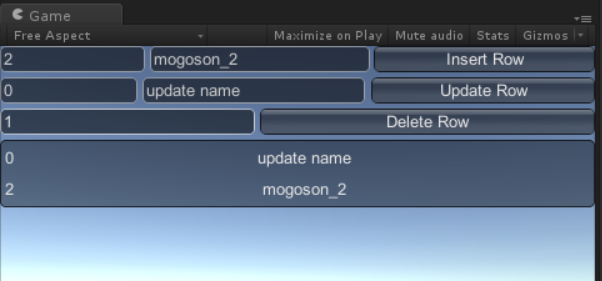 Game
Free Aspect Maximize on Play Mute audio Stats Gizmos
2 mogoson_2 Insert Row
0 update name Update Row
1 Delete Row
0 update name
2 mogoson_2